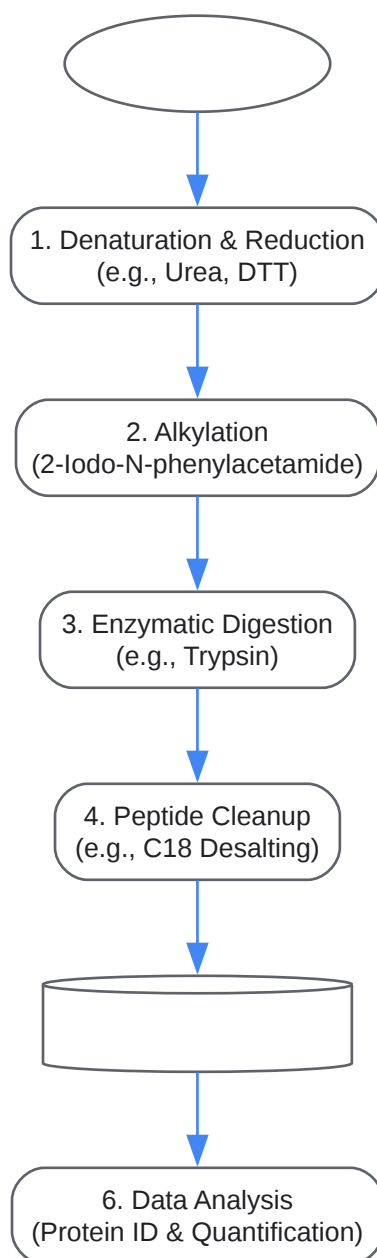 1. Denaturation & Reduction
(e.g., Urea, DTT)
2. Alkylation
(2-Iodo-N-phenylacetamide)
3. Enzymatic Digestion
(e.g., Trypsin)
4. Peptide Cleanup
(e.g., C18 Desalting)
6. Data Analysis
(Protein ID & Quantification)